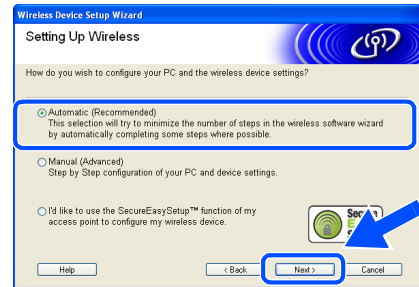 Wireless Device Setup Wizard
Setting Up Wireless
How do you wish to configure your PC and the wireless device settings?
Automatic (Recommended)
This selection will try to minimize the number of steps in the wireless software wizard
by automatically completing some steps where possible.
Manual (Advanced)
Step by Step configuration of your PC and device settings.
I'd like to use the SecureEasySetup™ function of my
access point to configure my wireless device.
Help
< Back
Next >
Cancel